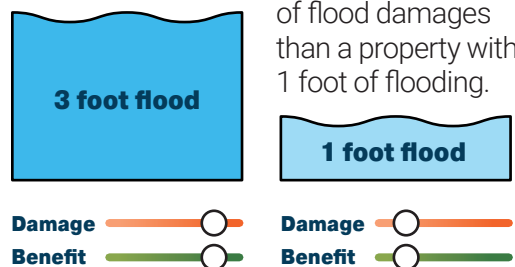 of flood damages
than a property with
1 foot of flooding.
3 foot flood
1 foot flood
Damage
Benefit
Damage
Benefit